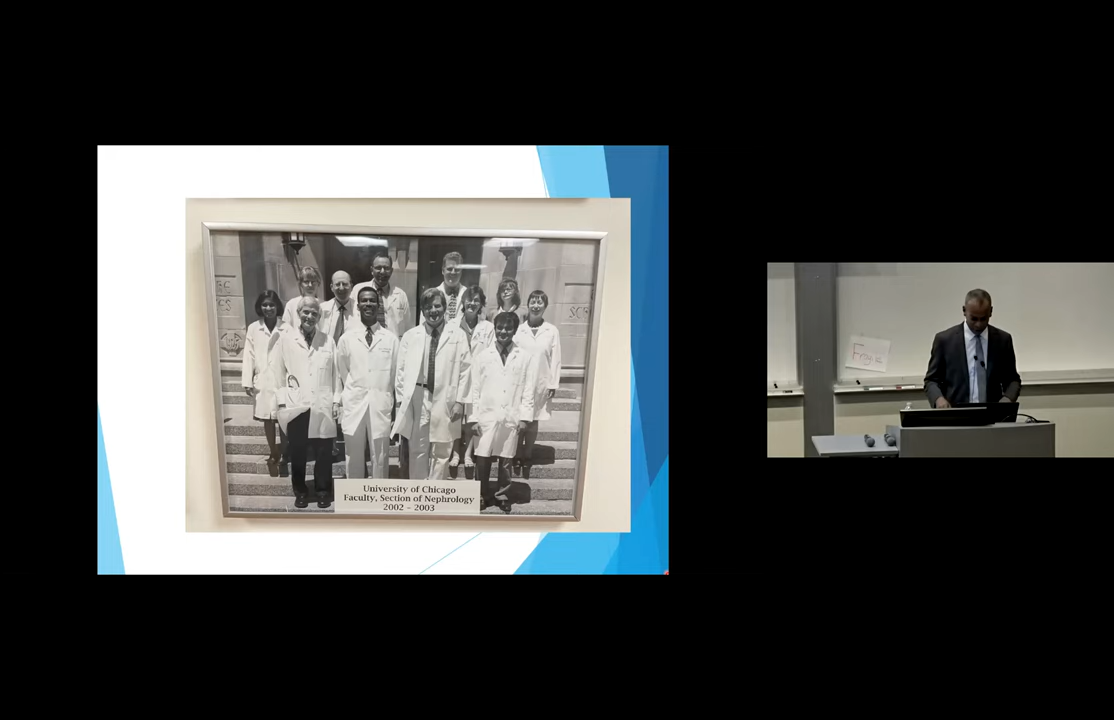 University of Chicago
Faculty, Section of Nephrology
2002 – 2003